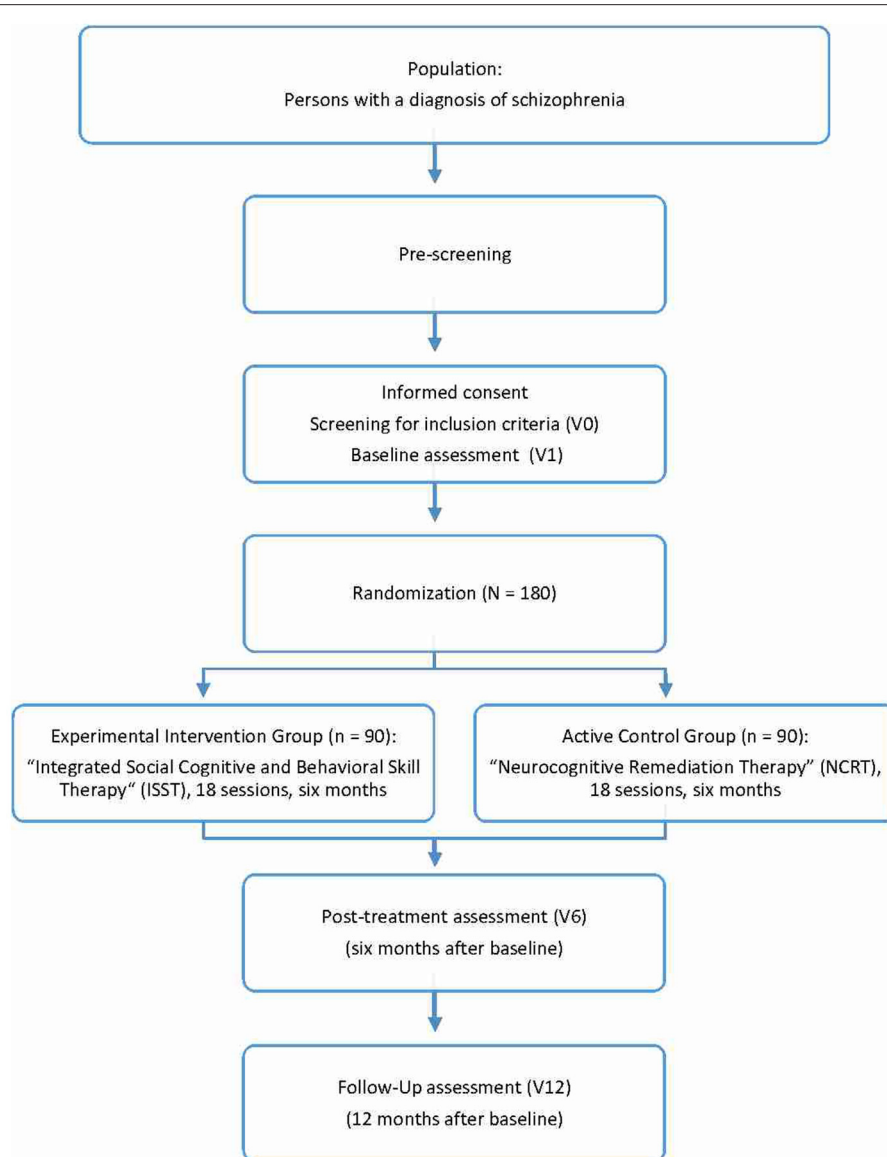 Population:
Persons with a diagnosis of schizophrenia
Pre-screening
Informed consent
Screening for inclusion criteria (V0)
Baseline assessment (V1)
Randomization (N = 180)
Experimental Intervention Group (n = 90):
“Integrated Social Cognitive and Behavioral Skill
Therapy“ (ISST), 18 sessions, six months
Active Control Group (n = 90):
“Neurocognitive Remediation Therapy” (NCRT),
18 sessions, six months
Post-treatment assessment (V6)
(six months after baseline)
Follow-Up assessment (V12)
(12 months after baseline)